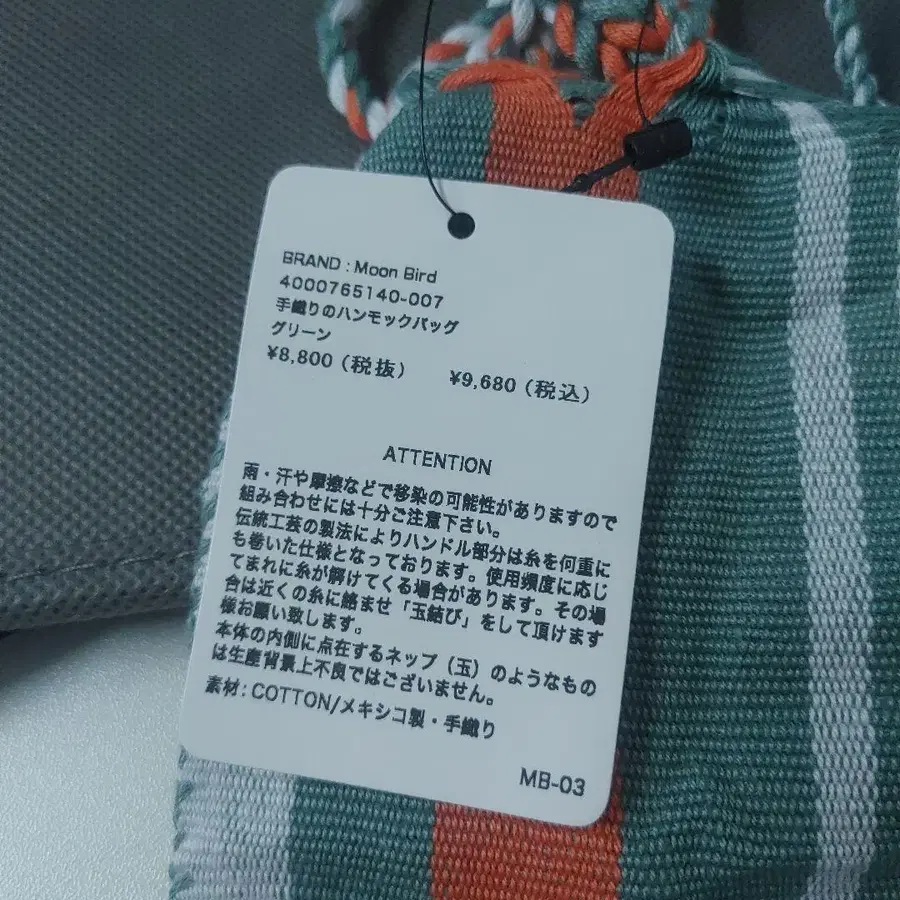 BRAND : Moon Bird
4000765140-007
手織りのハンモックバッグ
グリーン
¥8,800（税抜） ¥9,680（税込）
ATTENTION
雨・汗や摩擦などで移染の可能性がありますので
組み合わせには十分ご注意下さい。
伝統工芸の製法によりハンドル部分は糸を何重に
も巻いた仕様となっております。使用頻度に応じ
てまれに糸が解けてくる場合があります。その場
合は近くの糸に絡ませ「玉結び」をして頂けます
様お願い致します。
本体の内側に点在するネップ（玉）のようなもの
は生産背景上不良ではございません。
素材：COTTON/メキシコ製・手織り
MB-03